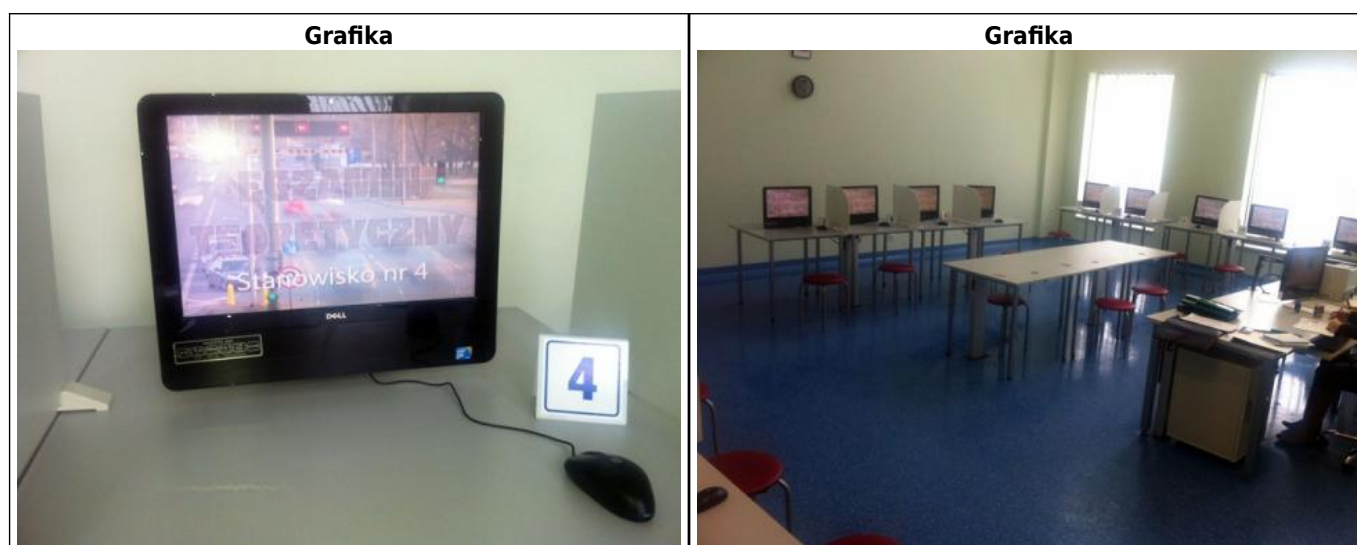 Grafika
Grafika
EGZAMIN
TEORETYCZNY
Stanowisko nr 4
DELL
4